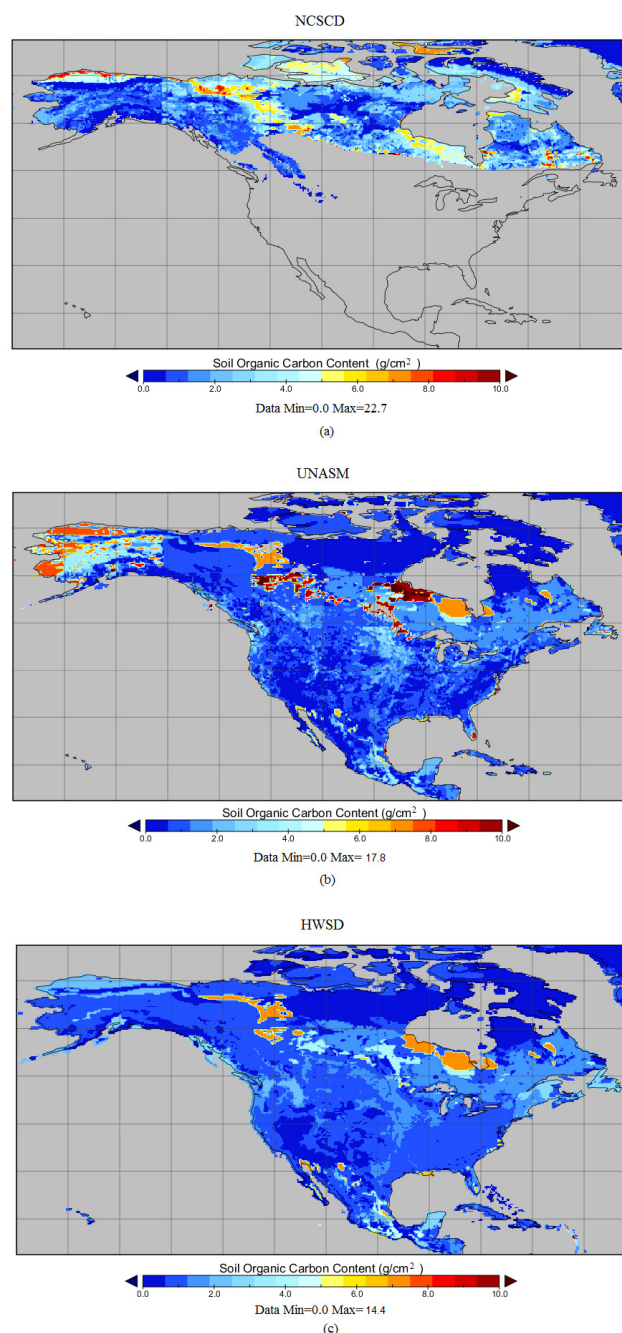 NCSCD
Soil Organic Carbon Content (g/cm²)
0.0 2.0 4.0 6.0 8.0 10.0
Data Min=0.0 Max=22.7
(a)
UNASM
Soil Organic Carbon Content (g/cm²)
0.0 2.0 4.0 6.0 8.0 10.0
Data Min=0.0 Max= 17.8
(b)
HWSD
Soil Organic Carbon Content (g/cm²)
0.0 2.0 4.0 6.0 8.0 10.0
Data Min=0.0 Max=14.4
(c)